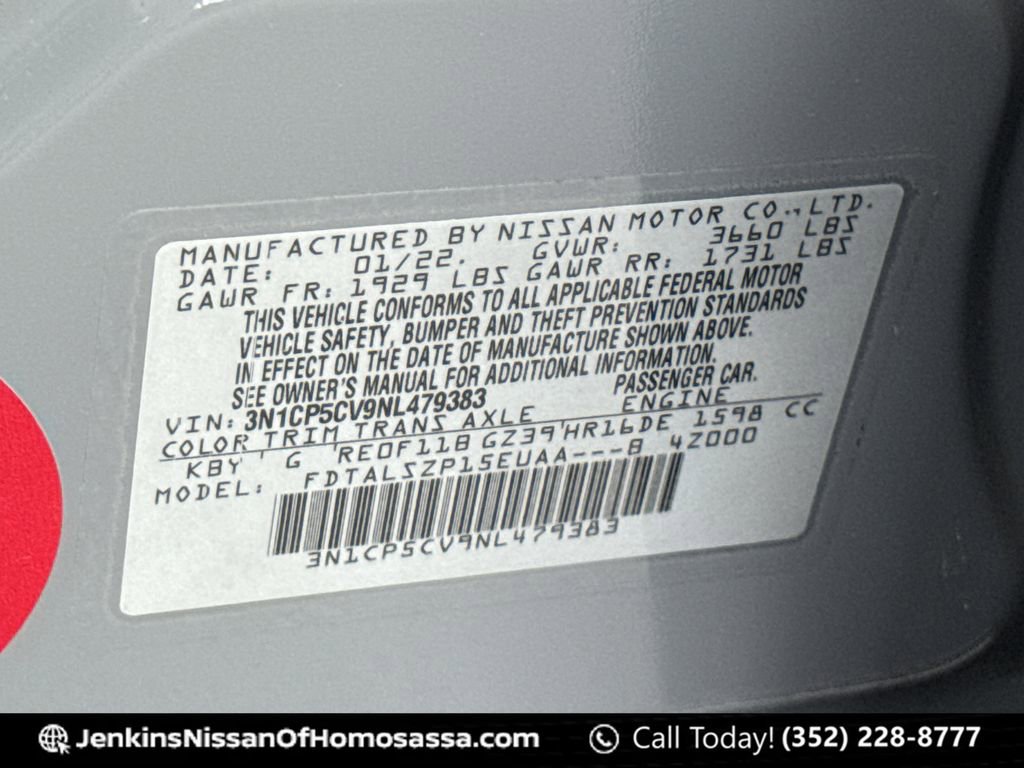 MANUFACTURED BY NISSAN MOTOR CO., LTD.
DATE: 01/22. GVWR: 3660 LBS
GAWR FR: 1929 LBS GAWR RR: 1731 LBS
THIS VEHICLE CONFORMS TO ALL APPLICABLE FEDERAL MOTOR
VEHICLE SAFETY, BUMPER AND THEFT PREVENTION STANDARDS
IN EFFECT ON THE DATE OF MANUFACTURE SHOWN ABOVE.
SEE OWNER'S MANUAL FOR ADDITIONAL INFORMATION.
VIN: 3N1CP5CV9NL479383 PASSENGER CAR.
COLOR TRIM TRANS AXLE ENGINE
KBY G RE0F11B GZ39 HR16DE 1598 CC
MODEL: FDTALSZP15EUAA---B 4Z000
3N1CP5CV9NL479383
JenkinsNissanOfHomosassa.com Call Today! (352) 228-8777